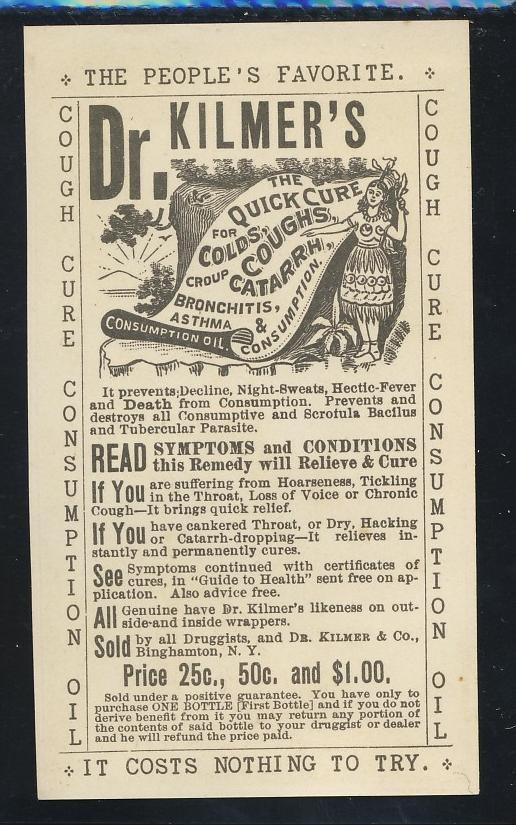 THE PEOPLE'S FAVORITE.
COUGH CURE CONSUMPTION OIL
Dr. KILMER'S
THE
QUICK CURE
FOR
COLDS,
COUGHS,
CROUP
CATARRH,
BRONCHITIS,
ASTHMA
&
CONSUMPTION.
CONSUMPTION OIL.
It prevents Decline, Night-Sweats, Hectic-Fever
and Death from Consumption. Prevents and
destroys all Consumptive and Scrofula Bacilus
and Tubercular Parasite.
READ SYMPTOMS and CONDITIONS
this Remedy will Relieve & Cure
If You are suffering from Hoarseness, Tickling
in the Throat, Loss of Voice or Chronic
Cough—It brings quick relief.
If You have cankered Throat, or Dry, Hacking
or Catarrh-dropping—It relieves in-
stantly and permanently cures.
See Symptoms continued with certificates of
cures, in "Guide to Health" sent free on ap-
plication. Also advice free.
All Genuine have Dr. Kilmer's likeness on out-
side and inside wrappers.
Sold by all Druggists, and DR. KILMER & Co.,
Binghamton, N. Y.
Price 25c., 50c. and $1.00.
Sold under a positive guarantee. You have only to
purchase ONE BOTTLE [First Bottle] and if you do not
derive benefit from it you may return any portion of
the contents of said bottle to your druggist or dealer
and he will refund the price paid.
COUGH CURE CONSUMPTION OIL
IT COSTS NOTHING TO TRY.